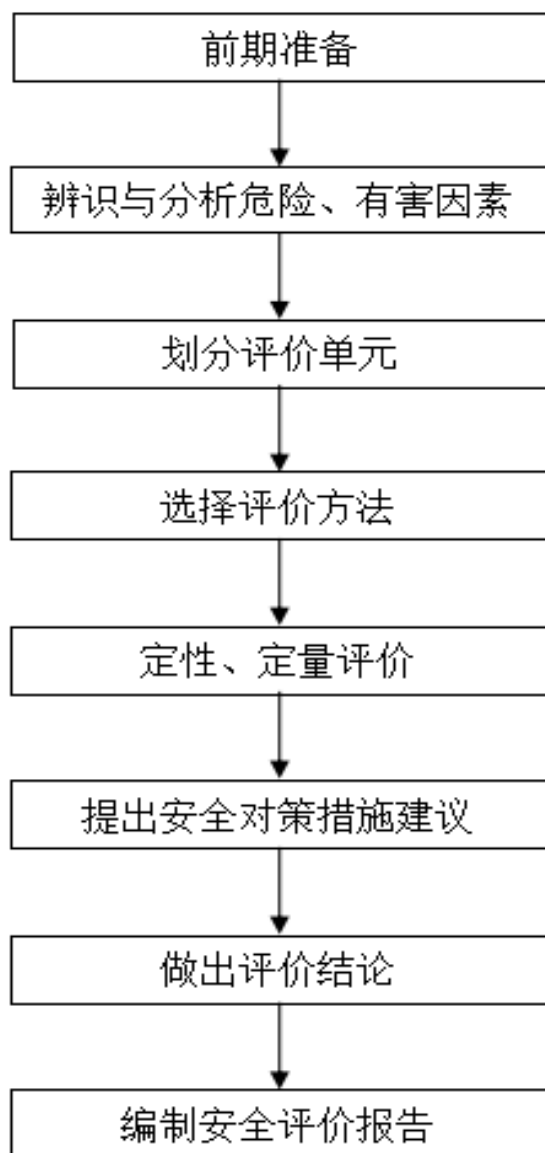 前期准备
辨识与分析危险、有害因素
划分评价单元
选择评价方法
定性、定量评价
提出安全对策措施建议
做出评价结论
编制安全评价报告